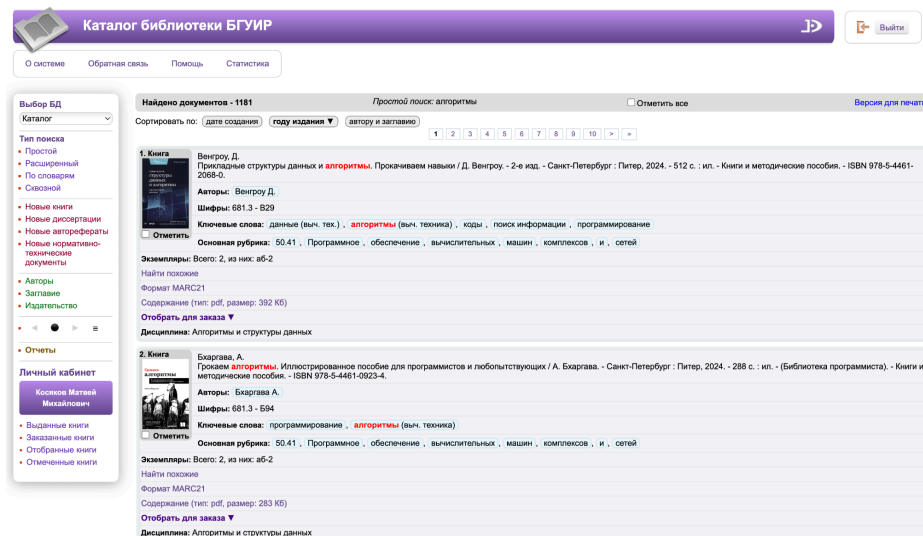 Каталог библиотеки БГУИР
Выйти
О системе Обратная связь Помощь Статистика
Выбор БД
Каталог
Тип поиска
Простой
Расширенный
По словарям
Сквозной
Новые книги
Новые диссертации
Новые авторефераты
Новые нормативно-
технические
документы
Авторы
Заглавие
Издательство
Отчеты
Личный кабинет
Косяков Матвей
Михайлович
Выданные книги
Заказанные книги
Отобранные книги
Отмеченные книги
Найдено документов - 1181 Простой поиск: алгоритмы Отметить все Версия для печати
Сортировать по: дате создания году издания ▼ автору и заглавию
1 2 3 4 5 6 7 8 9 10 > »
1. Книга
Венгроу, Д.
Прикладные структуры данных и алгоритмы. Прокачиваем навыки / Д. Венгроу. - 2-е изд. - Санкт-Петербург : Питер, 2024. - 512 с. : ил. - Книги и методические пособия. - ISBN 978-5-4461-
2068-0.
Авторы: Венгроу Д.
Шифры: 681.3 - В29
Ключевые слова: данные (выч. тех.) , алгоритмы (выч. техника) , коды , поиск информации , программирование
Отметить
Основная рубрика: 50.41 , Программное , обеспечение , вычислительных , машин , комплексов , и , сетей
Экземпляры: Всего: 2, из них: аб-2
Найти похожие
Формат MARC21
Содержание (тип: pdf, размер: 392 Кб)
Отобрать для заказа ▼
Дисциплина: Алгоритмы и структуры данных
2. Книга
Бхаргава, А.
Грокаем алгоритмы. Иллюстрированное пособие для программистов и любопытствующих / А. Бхаргава. - Санкт-Петербург : Питер, 2024. - 288 с. : ил. - (Библиотека программиста). - Книги и
методические пособия. - ISBN 978-5-4461-0923-4.
Авторы: Бхаргава А.
Шифры: 681.3 - Б94
Ключевые слова: программирование , алгоритмы (выч. техника)
Отметить
Основная рубрика: 50.41 , Программное , обеспечение , вычислительных , машин , комплексов , и , сетей
Экземпляры: Всего: 2, из них: аб-2
Найти похожие
Формат MARC21
Содержание (тип: pdf, размер: 283 Кб)
Отобрать для заказа ▼
Дисциплина: Алгоритмы и структуры данных